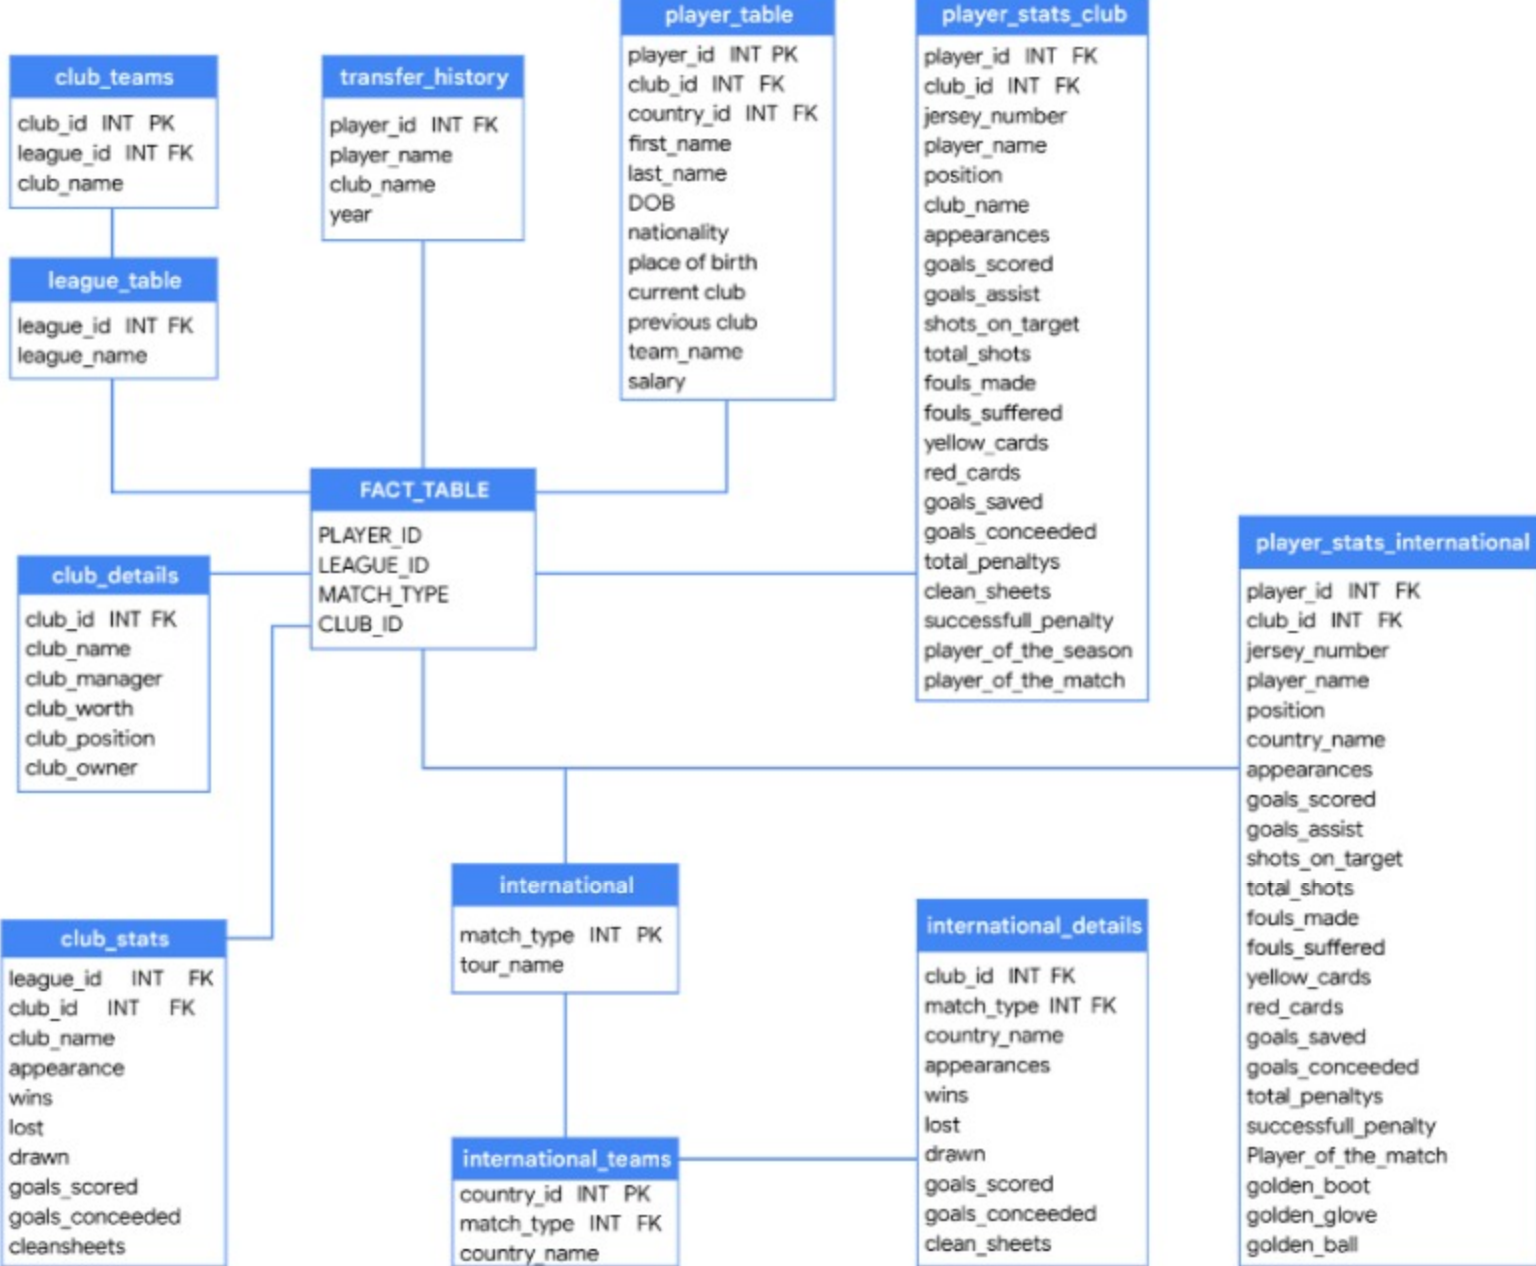 club_teams
club_id INT PK
league_id INT FK
club_name
league_table
league_id INT FK
league_name
transfer_history
player_id INT FK
player_name
club_name
year
player_table
player_id INT PK
club_id INT FK
country_id INT FK
first_name
last_name
DOB
nationality
place of birth
current club
previous club
team_name
salary
player_stats_club
player_id INT FK
club_id INT FK
jersey_number
player_name
position
club_name
appearances
goals_scored
goals_assist
shots_on_target
total_shots
fouls_made
fouls_suffered
yellow_cards
red_cards
goals_saved
goals_conceeded
total_penaltys
clean_sheets
successfull_penalty
player_of_the_season
player_of_the_match
FACT_TABLE
PLAYER_ID
LEAGUE_ID
MATCH_TYPE
CLUB_ID
club_details
club_id INT FK
club_name
club_manager
club_worth
club_position
club_owner
club_stats
league_id INT FK
club_id INT FK
club_name
appearance
wins
lost
drawn
goals_scored
goals_conceeded
cleansheets
international
match_type INT PK
tour_name
international_teams
country_id INT PK
match_type INT FK
country_name
international_details
club_id INT FK
match_type INT FK
country_name
appearances
wins
lost
drawn
goals_scored
goals_conceeded
clean_sheets
player_stats_international
player_id INT FK
club_id INT FK
jersey_number
player_name
position
country_name
appearances
goals_scored
goals_assist
shots_on_target
total_shots
fouls_made
fouls_suffered
yellow_cards
red_cards
goals_saved
goals_conceeded
total_penaltys
successfull_penalty
Player_of_the_match
golden_boot
golden_glove
golden_ball